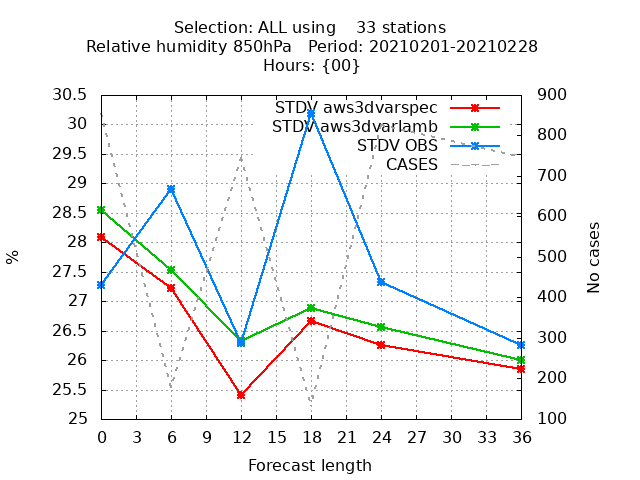 Selection: ALL using    33 stations
Relative humidity 850hPa   Period: 20210201-20210228
Hours: {00}
30.5
30
29.5
29
28.5
28
27.5
27
26.5
26
25.5
25
%
STDV aws3dvarspec
STDV aws3dvarlamb
STDV OBS
CASES
900
800
700
600
500
400
300
200
100
No cases
0 3 6 9 12 15 18 21 24 27 30 33 36
Forecast length